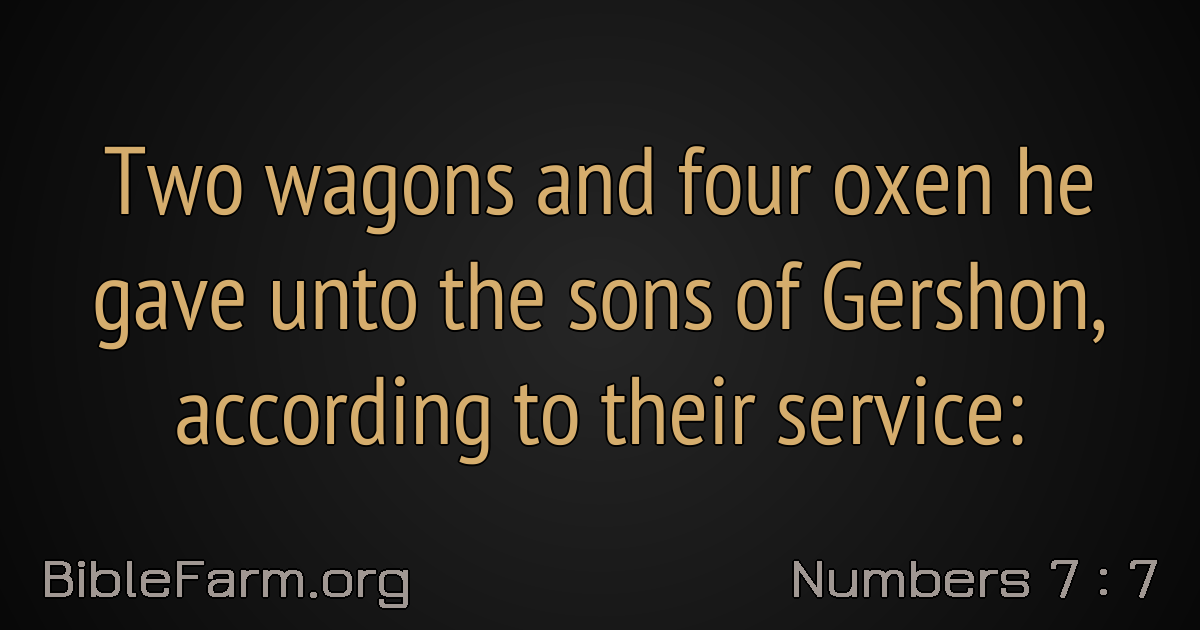 Two wagons and four oxen he
gave unto the sons of Gershon,
according to their service:
BibleFarm.org
Numbers 7 : 7